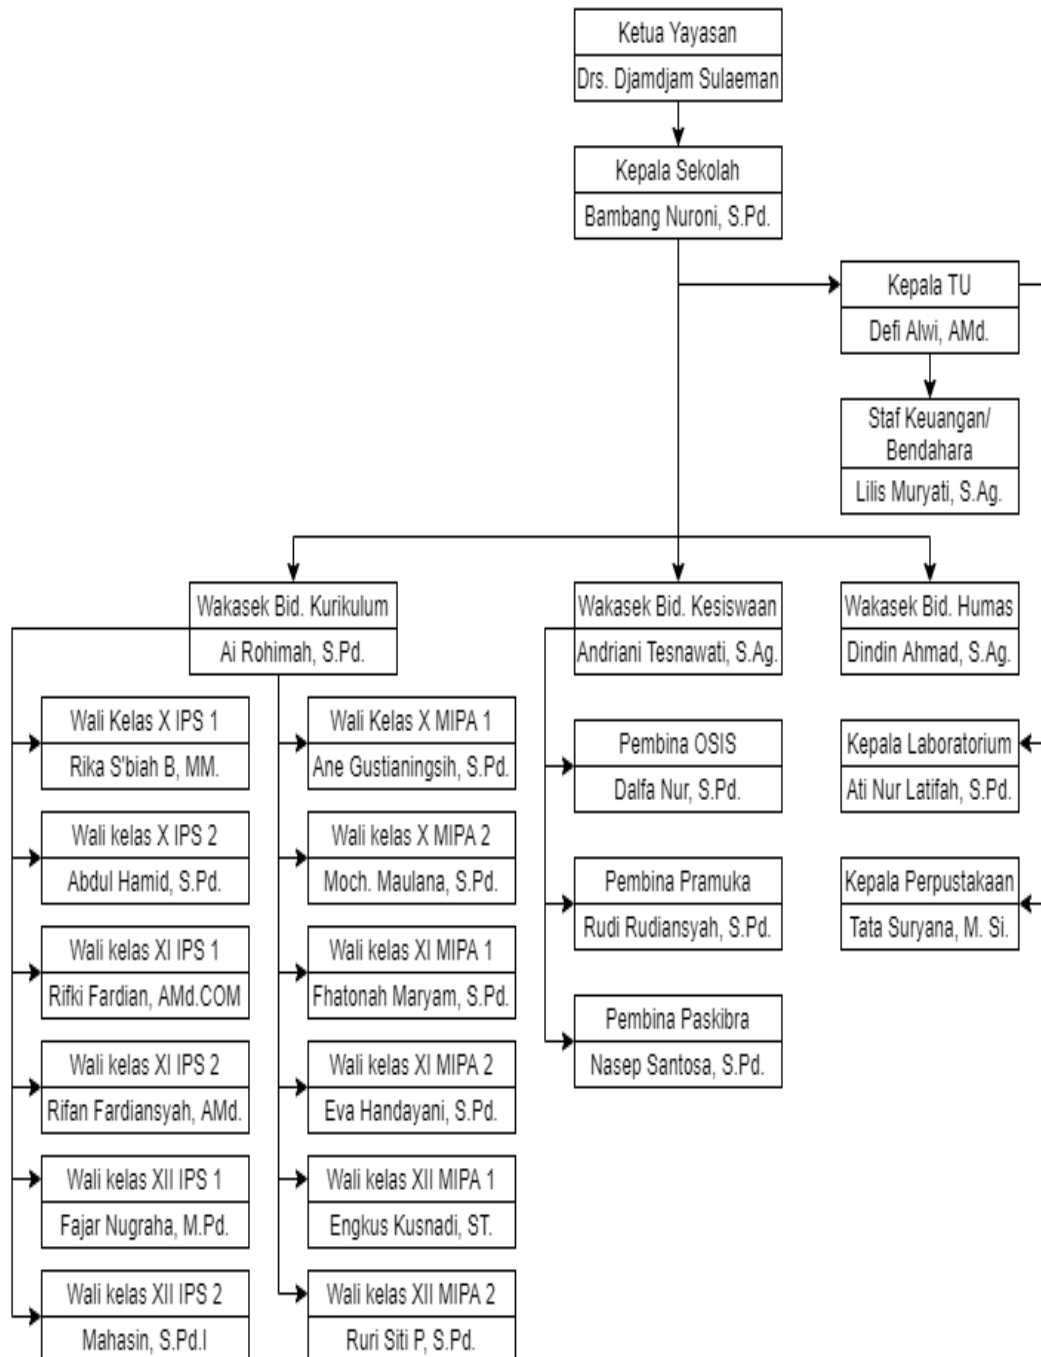 Ketua Yayasan
Drs. Djamdjam Sulaeman
Kepala Sekolah
Bambang Nuroni, S.Pd.
Kepala TU
Defi Alwi, AMd.
Staf Keuangan/
Bendahara
Lilis Muryati, S.Ag.
Wakasek Bid. Kurikulum
Ai Rohimah, S.Pd.
Wakasek Bid. Kesiswaan
Andriani Tesnawati, S.Ag.
Wakasek Bid. Humas
Dindin Ahmad, S.Ag.
Wali Kelas X IPS 1
Rika S'biah B, MM.
Wali kelas X IPS 2
Abdul Hamid, S.Pd.
Wali kelas XI IPS 1
Rifki Fardian, AMd.COM
Wali kelas XI IPS 2
Rifan Fardiansyah, AMd.
Wali kelas XII IPS 1
Fajar Nugraha, M.Pd.
Wali kelas XII IPS 2
Mahasin, S.Pd.I
Wali Kelas X MIPA 1
Ane Gustianingsih, S.Pd.
Wali kelas X MIPA 2
Moch. Maulana, S.Pd.
Wali kelas XI MIPA 1
Fhatonah Maryam, S.Pd.
Wali kelas XI MIPA 2
Eva Handayani, S.Pd.
Wali kelas XII MIPA 1
Engkus Kusnadi, ST.
Wali kelas XII MIPA 2
Ruri Siti P, S.Pd.
Pembina OSIS
Dalfa Nur, S.Pd.
Pembina Pramuka
Rudi Rudiansyah, S.Pd.
Pembina Paskibra
Nasep Santosa, S.Pd.
Kepala Laboratorium
Ati Nur Latifah, S.Pd.
Kepala Perpustakaan
Tata Suryana, M. Si.